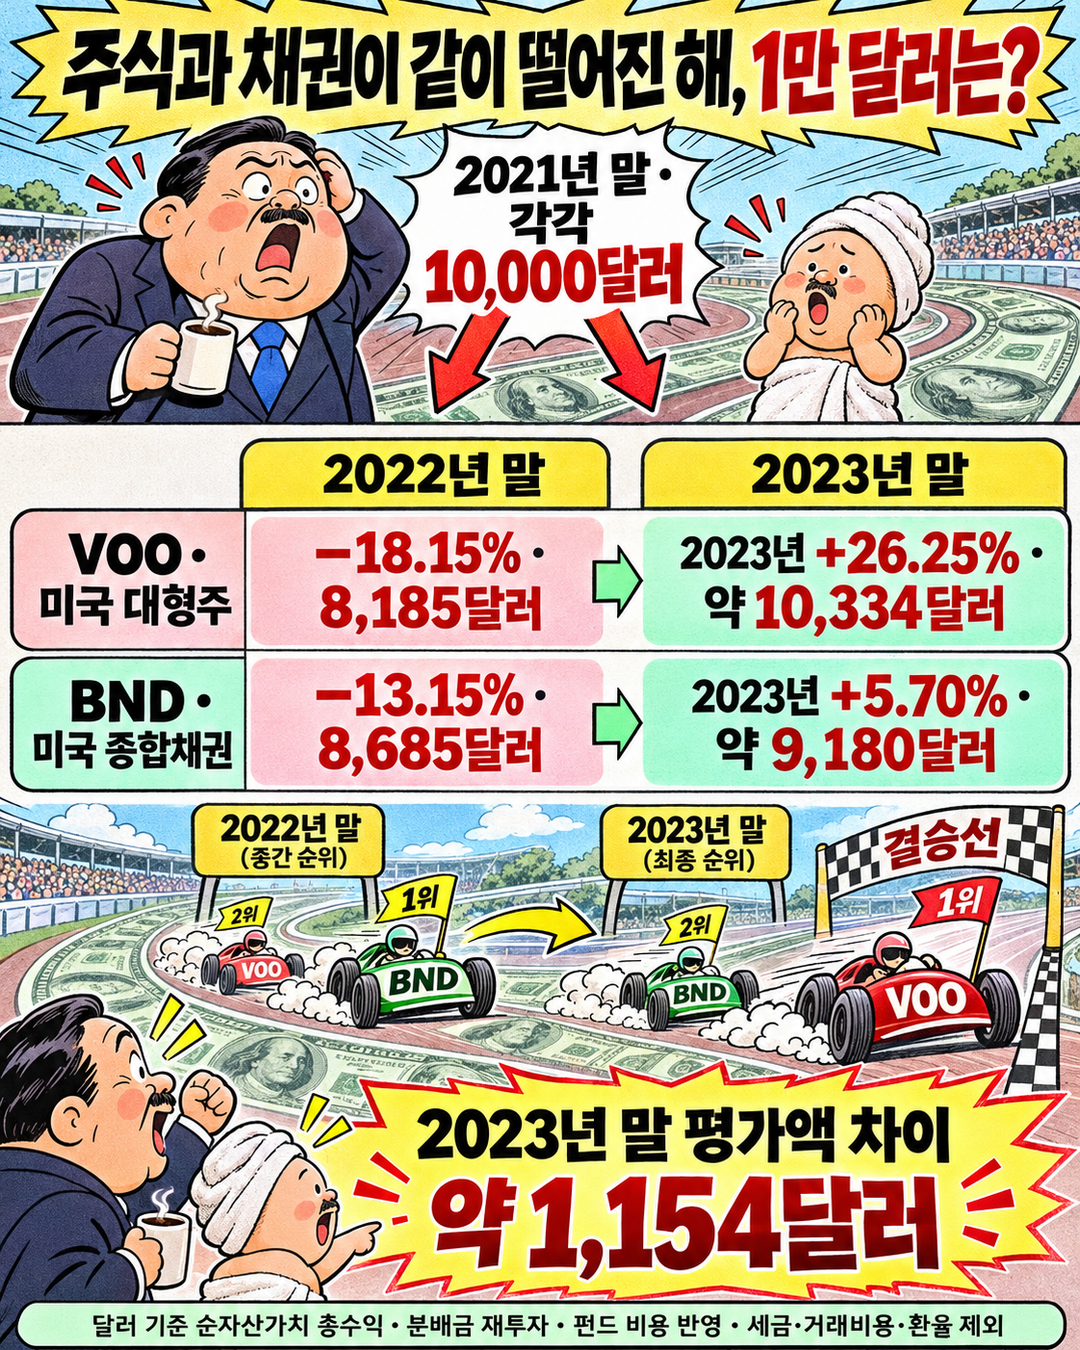 주식과 채권이 같이 떨어진 해, 1만 달러는?
2021년 말·
각각
10,000달러
2022년 말
2023년 말
VOO·
미국 대형주
−18.15%·
8,185달러
2023년 +26.25%·
약 10,334달러
BND·
미국 종합채권
−13.15%·
8,685달러
2023년 +5.70%·
약 9,180달러
2022년 말
(중간 순위)
2023년 말
(최종 순위)
결승선
2위
1위
2위
1위
VOO
BND
BND
VOO
2023년 말 평가액 차이
약 1,154달러
달러 기준 순자산가치 총수익·분배금 재투자·펀드 비용 반영·세금·거래비용·환율 제외